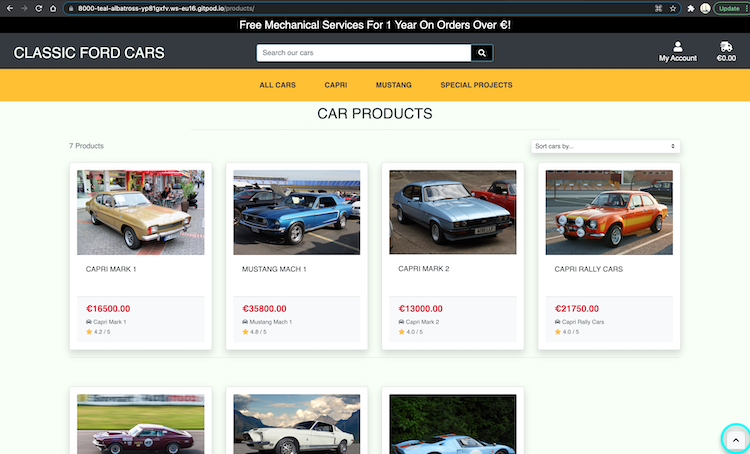 8000-teal-albatross-yp81gxfv.ws-eu16.gitpod.io/products/
Update
Free Mechanical Services For 1 Year On Orders Over €!
CLASSIC FORD CARS
Search our cars
My Account
€0.00
ALL CARS
CAPRI
MUSTANG
SPECIAL PROJECTS
CAR PRODUCTS
7 Products
Sort cars by...
CAPRI MARK 1
€16500.00
Capri Mark 1
4.2 / 5
MUSTANG MACH 1
€35800.00
Mustang Mach 1
4.8 / 5
CAPRI MARK 2
€13000.00
Capri Mark 2
4.0 / 5
CAPRI RALLY CARS
€21750.00
Capri Rally Cars
4.0 / 5